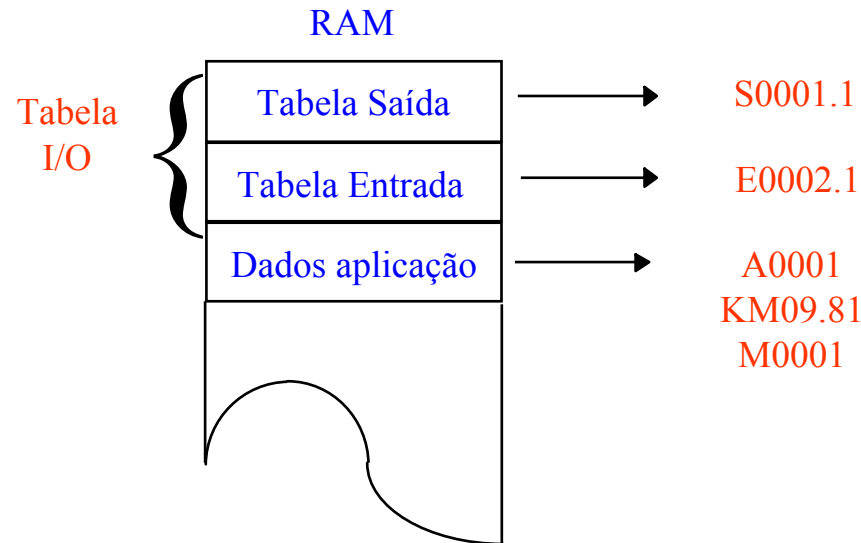 RAM
Tabela
I/O
Tabela Saída
S0001.1
Tabela Entrada
E0002.1
Dados aplicação
A0001
KM09.81
M0001